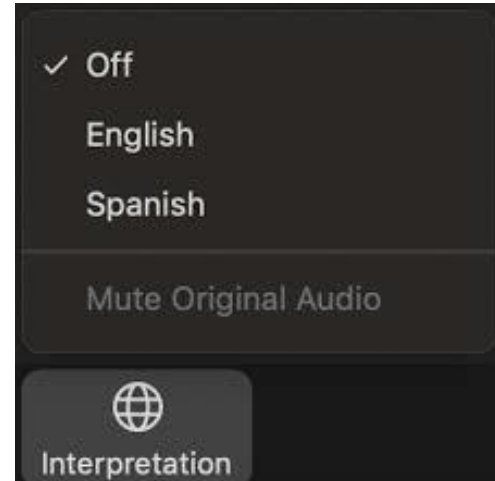 Off
English
Spanish
Mute Original Audio
Interpretation